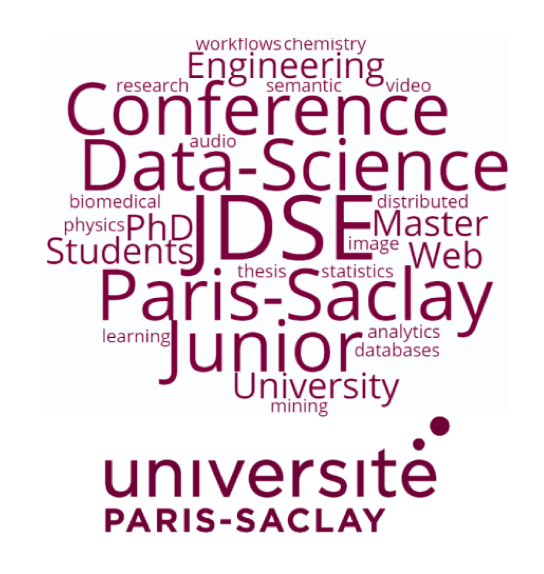 workflows chemistry
Engineering
research semantic video
Conference
audio
Data-Science
biomedical JDSE distributed
physics PhD Master
Students image Web
thesis statistics
Paris-Saclay
learning Junior analytics
databases
University
mining
université
PARIS-SACLAY